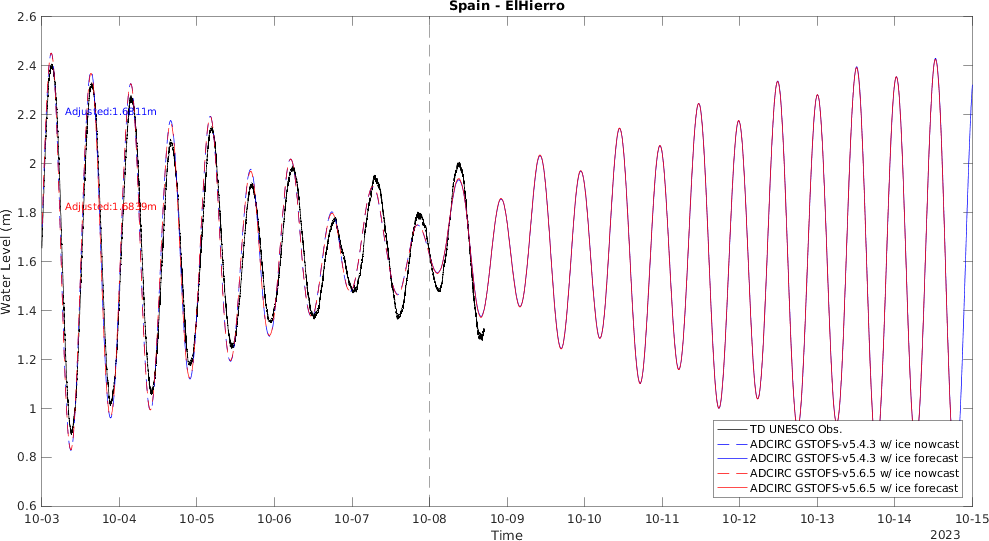 Spain - ElHierro
2.6
2.4
2.2
2
1.8
1.6
1.4
1.2
1
0.8
0.6
Water Level (m)
Adjusted:1.6311m
Adjusted:1.6839m
TD UNESCO Obs.
ADCIRC GSTOFS-v5.4.3 w/ ice nowcast
ADCIRC GSTOFS-v5.4.3 w/ ice forecast
ADCIRC GSTOFS-v5.6.5 w/ ice nowcast
ADCIRC GSTOFS-v5.6.5 w/ ice forecast
10-03 10-04 10-05 10-06 10-07 10-08 10-09 10-10 10-11 10-12 10-13 10-14 10-15
Time
2023